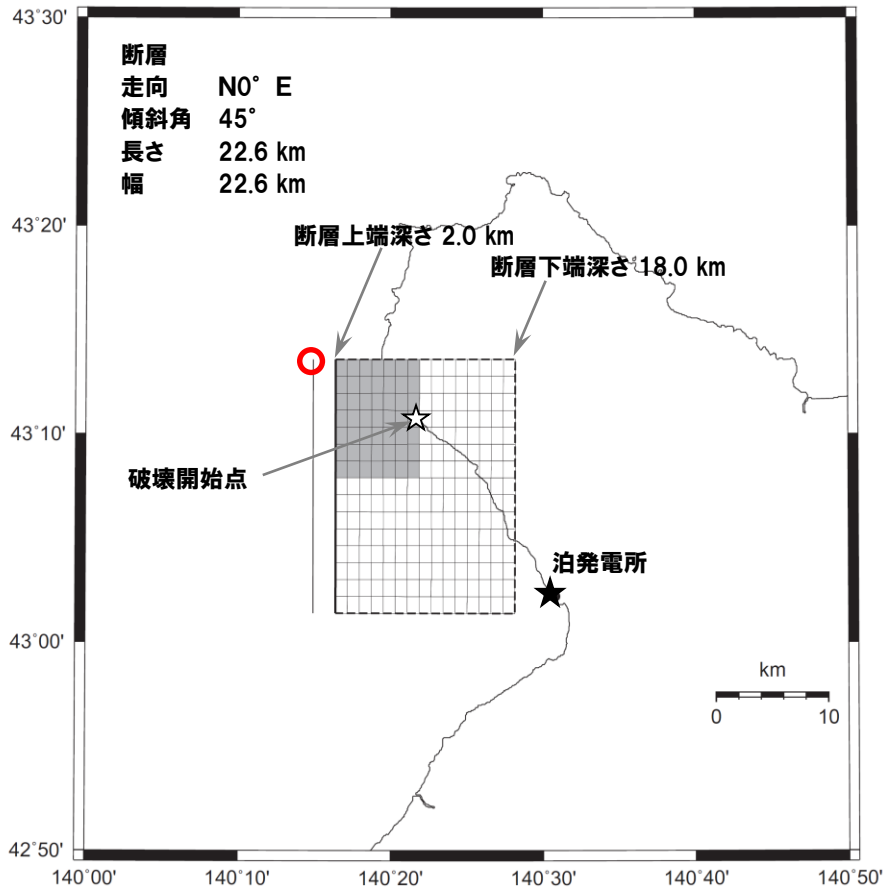 43°30'
断層
走向 N0° E
傾斜角 45°
長さ 22.6 km
幅 22.6 km
43°20'
断層上端深さ 2.0 km
断層下端深さ 18.0 km
43°10'
破壊開始点
泊発電所
43°00'
km
0 10
42°50'
140°00' 140°10' 140°20' 140°30' 140°40' 140°50'